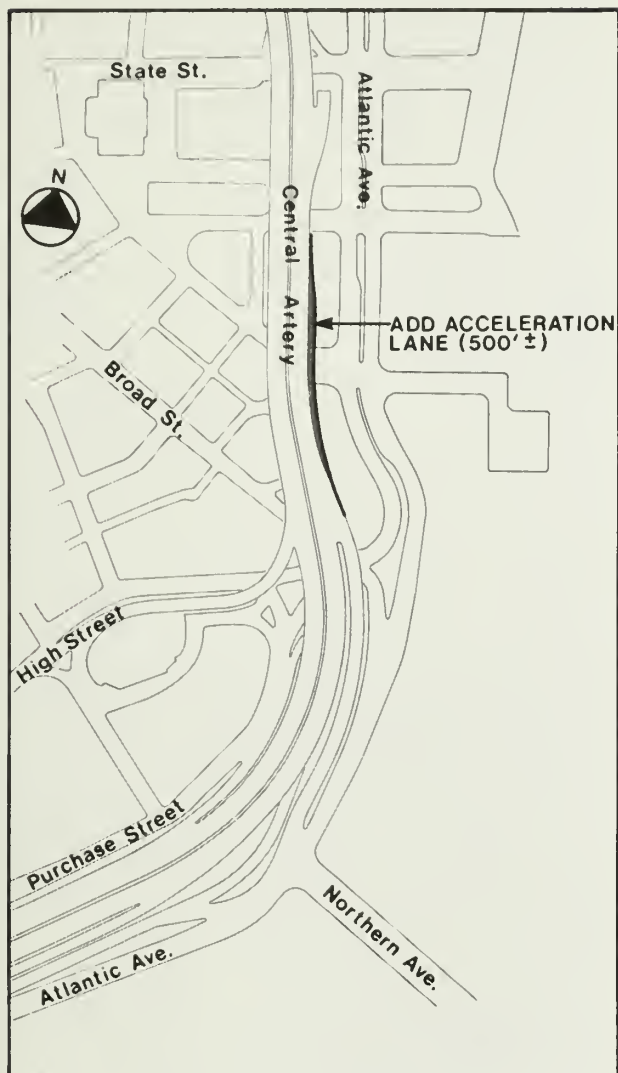 State St.
Atlantic Ave.
N
Central Artery
ADD ACCELERATION
LANE (500'±)
Broad St.
High Street
Purchase Street
Northern Ave.
Atlantic Ave.